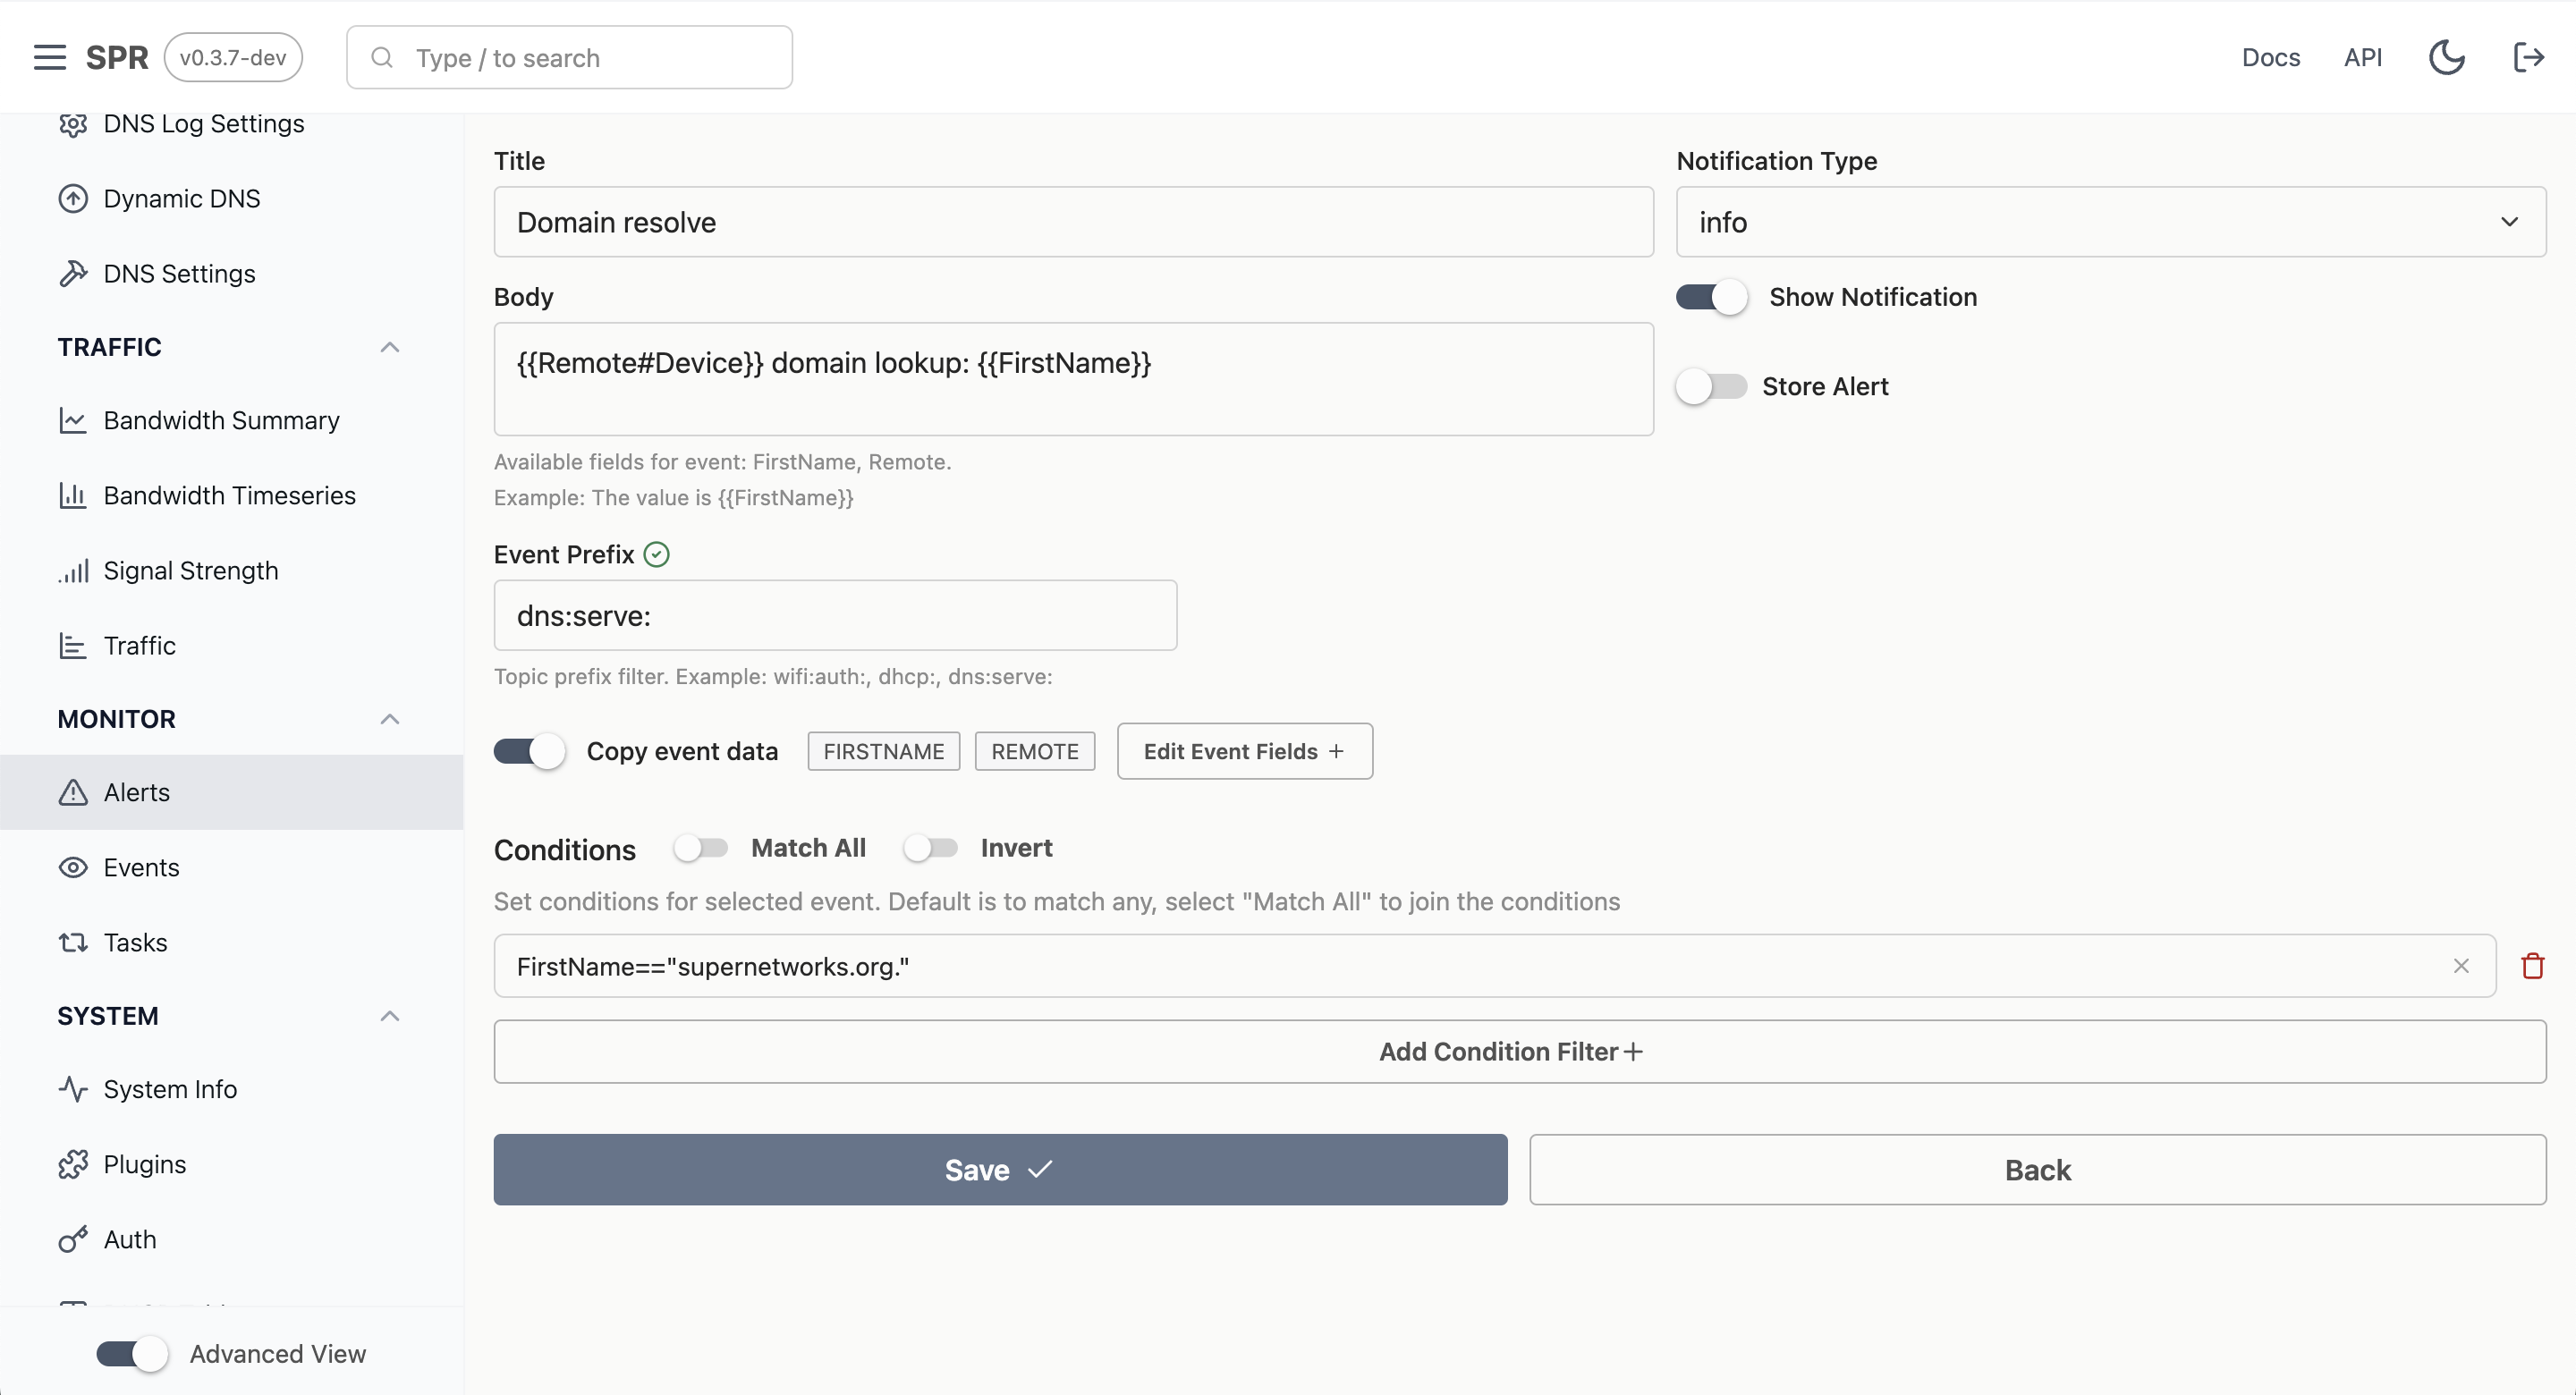 SPR v0.3.7-dev Type / to search Docs API
DNS Log Settings
Dynamic DNS
DNS Settings
TRAFFIC
Bandwidth Summary
Bandwidth Timeseries
Signal Strength
Traffic
MONITOR
Alerts
Events
Tasks
SYSTEM
System Info
Plugins
Auth
Advanced View
Title
Domain resolve
Notification Type
info
Body
{{Remote#Device}} domain lookup: {{FirstName}}
Show Notification
Store Alert
Available fields for event: FirstName, Remote.
Example: The value is {{FirstName}}
Event Prefix
dns:serve:
Topic prefix filter. Example: wifi:auth:, dhcp:, dns:serve:
Copy event data FIRSTNAME REMOTE Edit Event Fields +
Conditions Match All Invert
Set conditions for selected event. Default is to match any, select "Match All" to join the conditions
FirstName=="supernetworks.org."
Add Condition Filter +
Save Back